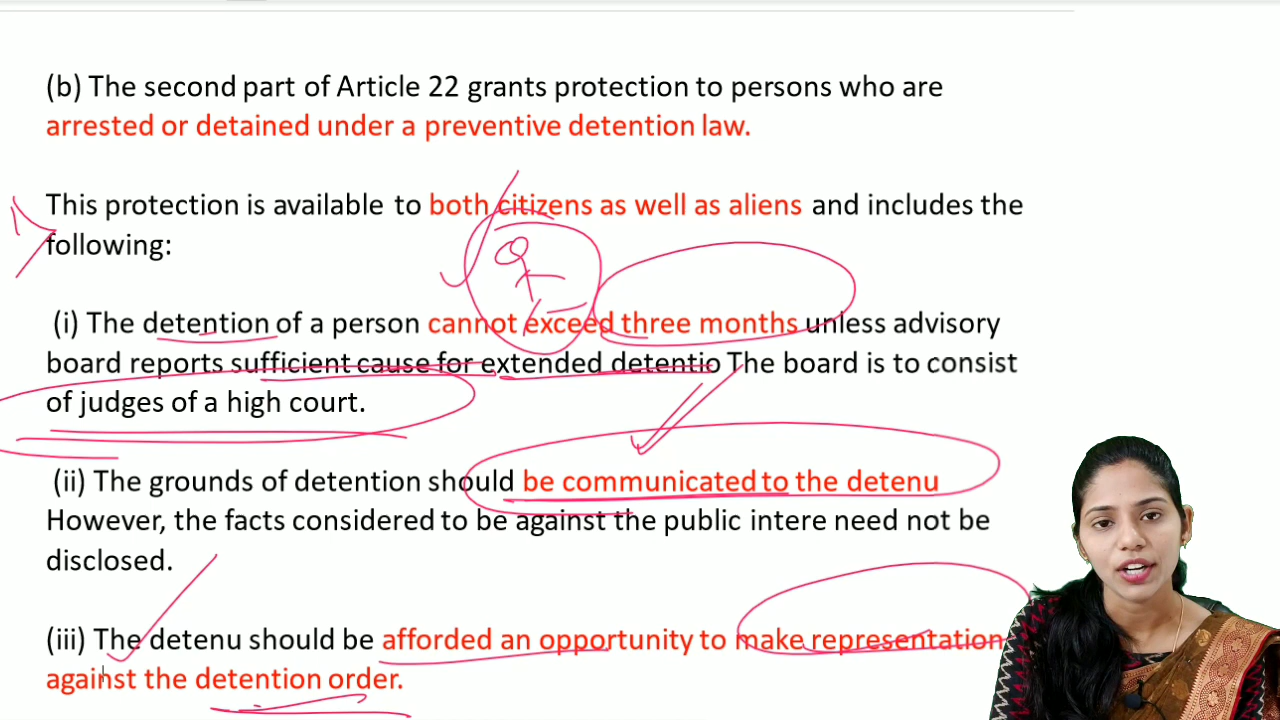 (b) The second part of Article 22 grants protection to persons who are
arrested or detained under a preventive detention law.
This protection is available to both citizens as well as aliens and includes the
following:
(i) The detention of a person cannot exceed three months unless advisory
board reports sufficient cause for extended detentio The board is to consist
of judges of a high court.
(ii) The grounds of detention should be communicated to the detenu
However, the facts considered to be against the public intere need not be
disclosed.
(iii) The detenu should be afforded an opportunity to make representation
against the detention order.